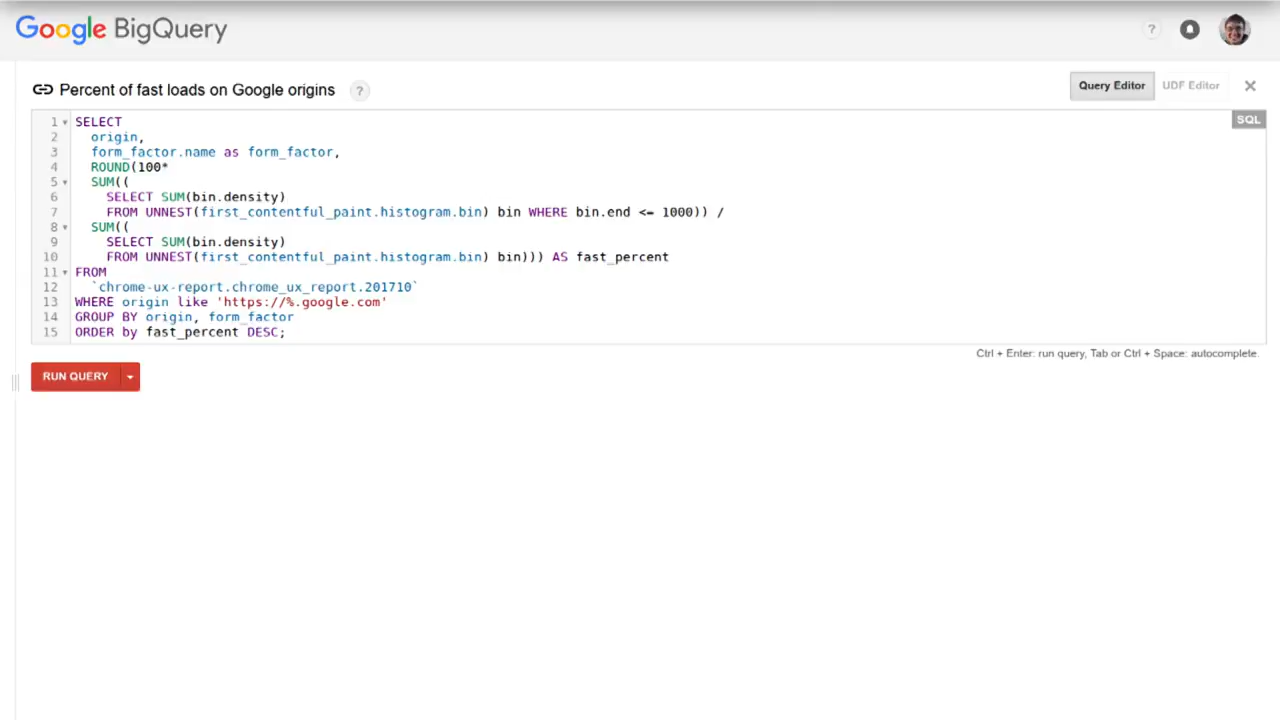 Google BigQuery
?
Percent of fast loads on Google origins ?
Query Editor UDF Editor ✕
SQL
1 SELECT
2 origin,
3 form_factor.name as form_factor,
4 ROUND(100*
5 SUM((
6 SELECT SUM(bin.density)
7 FROM UNNEST(first_contentful_paint.histogram.bin) bin WHERE bin.end <= 1000)) /
8 SUM((
9 SELECT SUM(bin.density)
10 FROM UNNEST(first_contentful_paint.histogram.bin) bin))) AS fast_percent
11 FROM
12 `chrome-ux-report.chrome_ux_report.201710`
13 WHERE origin like 'https://%.google.com'
14 GROUP BY origin, form_factor
15 ORDER by fast_percent DESC;
Ctrl + Enter: run query, Tab or Ctrl + Space: autocomplete.
RUN QUERY